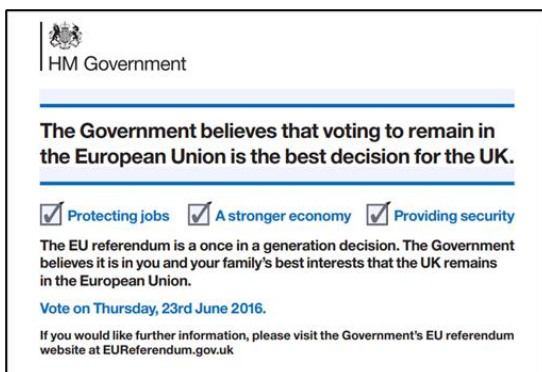 HM Government
The Government believes that voting to remain in
the European Union is the best decision for the UK.
Protecting jobs A stronger economy Providing security
The EU referendum is a once in a generation decision. The Government
believes it is in you and your family's best interests that the UK remains
in the European Union.
Vote on Thursday, 23rd June 2016.
If you would like further information, please visit the Government's EU referendum
website at EUReferendum.gov.uk